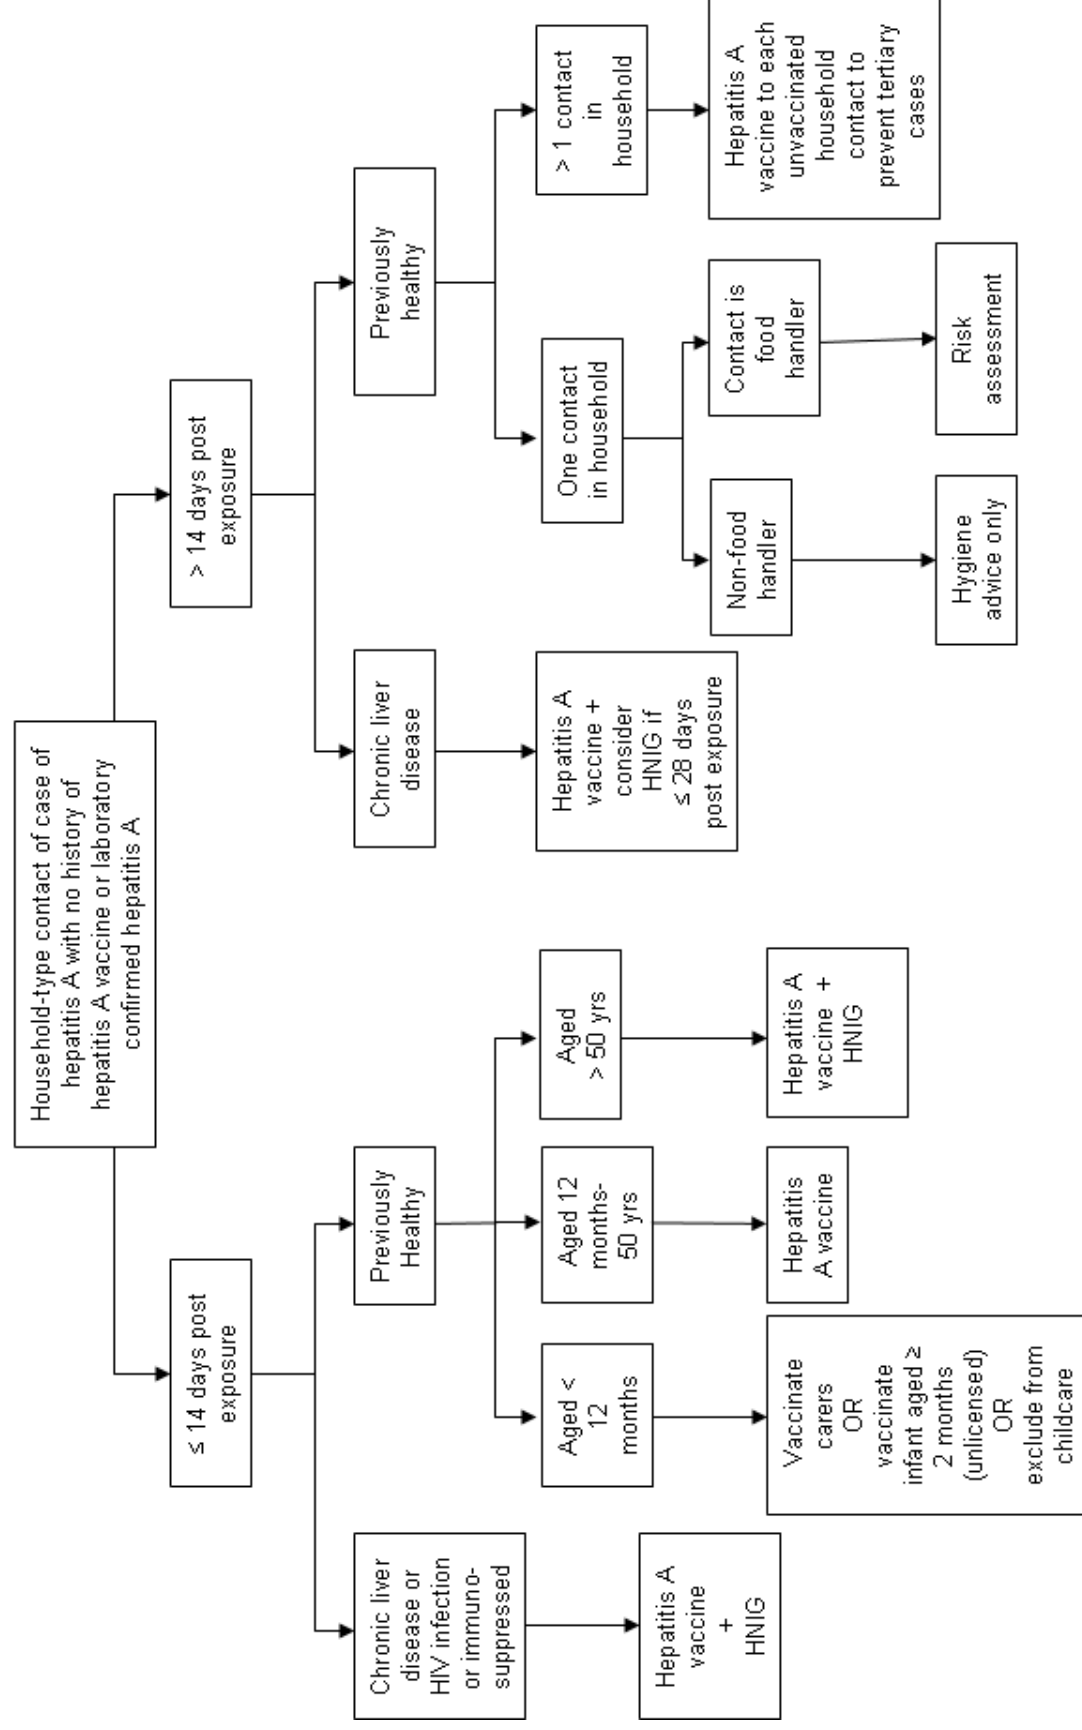 Household-type contact of case of
hepatitis A with no history of
hepatitis A vaccine or laboratory
confirmed hepatitis A
≤ 14 days post
exposure
> 14 days post
exposure
Chronic liver
disease or
HIV infection
or immuno-
suppressed
Previously
Healthy
Chronic liver
disease
Previously
healthy
Aged <
12
months
Aged 12
months-
50 yrs
Aged
> 50 yrs
Hepatitis A
vaccine +
consider
HNIG if
≤ 28 days
post exposure
One contact
in household
> 1 contact
in
household
Hepatitis A
vaccine
+
HNIG
Vaccinate
carers
OR
vaccinate
infant aged ≥
2 months
(unlicensed)
OR
exclude from
childcare
Hepatitis
A vaccine
Hepatitis A
vaccine +
HNIG
Non-food
handler
Contact is
food
handler
Hepatitis A
vaccine to each
unvaccinated
household
contact to
prevent tertiary
cases
Hygiene
advice only
Risk
assessment